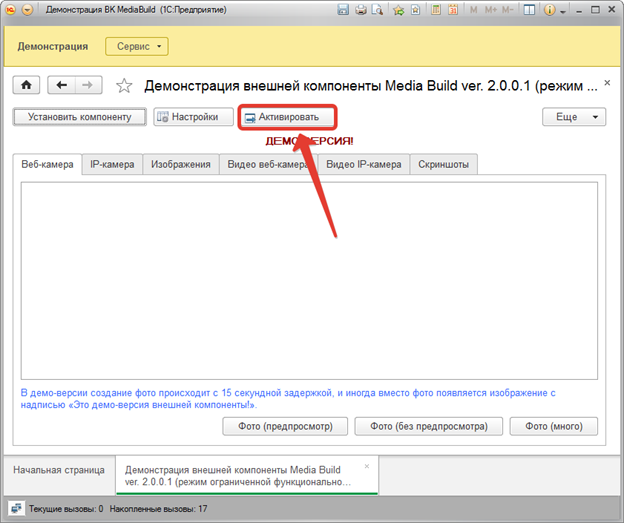 Демонстрация ВК MediaBuild (1С:Предприятие)
M M+ M-
Демонстрация Сервис
Демонстрация внешней компоненты Media Build ver. 2.0.0.1 (режим ...
Установить компоненту Настройки Активировать Еще
ДЕМО-ВЕРСИЯ!
Веб-камера IP-камера Изображения Видео веб-камера Видео IP-камера Скриншоты
В демо-версии создание фото происходит с 15 секундной задержкой, и иногда вместо фото появляется изображение с
надписью «Это демо-версия внешней компоненты!».
Фото (предпросмотр) Фото (без предпросмотра) Фото (много)
Начальная страница
Демонстрация внешней компоненты Media Build
ver. 2.0.0.1 (режим ограниченной функционально...
Текущие вызовы: 0 Накопленные вызовы: 17